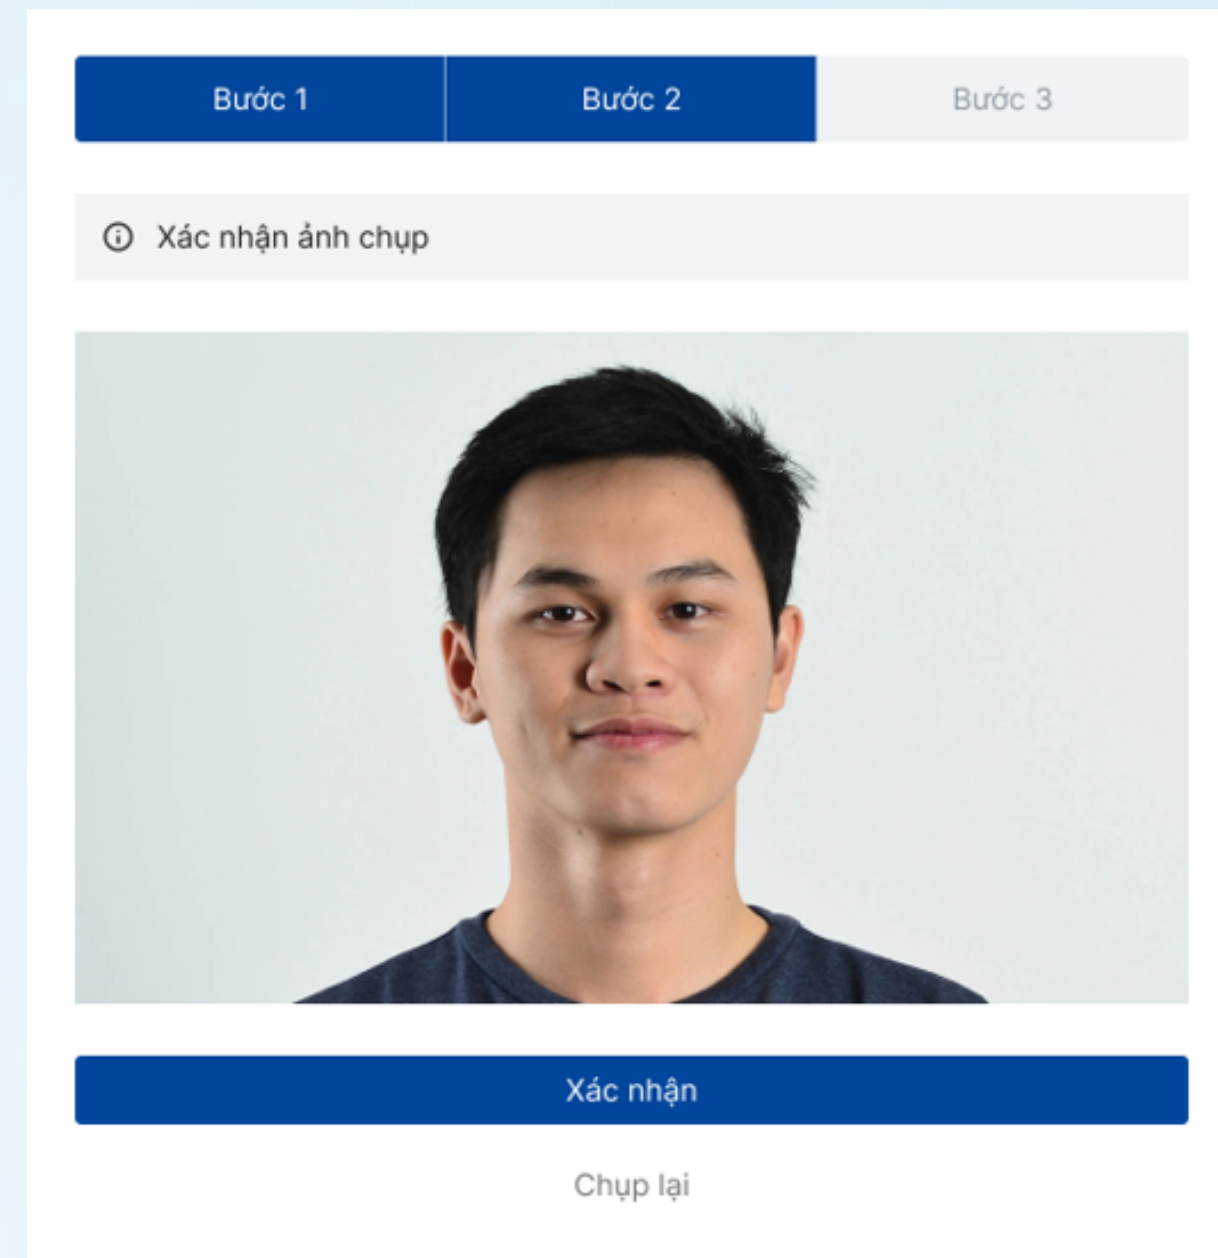 Bước 1
Bước 2
Bước 3
Xác nhận ảnh chụp
Xác nhận
Chụp lại